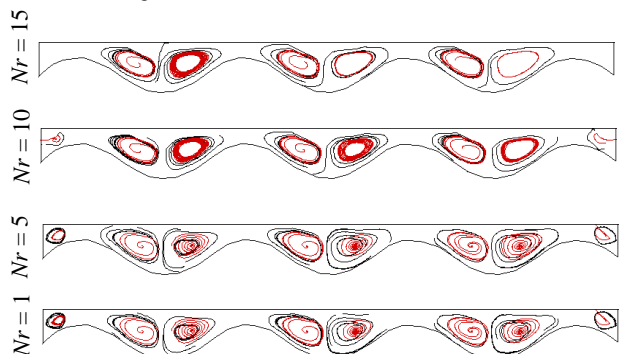 Nr = 15
Nr = 10
Nr = 5
Nr = 1